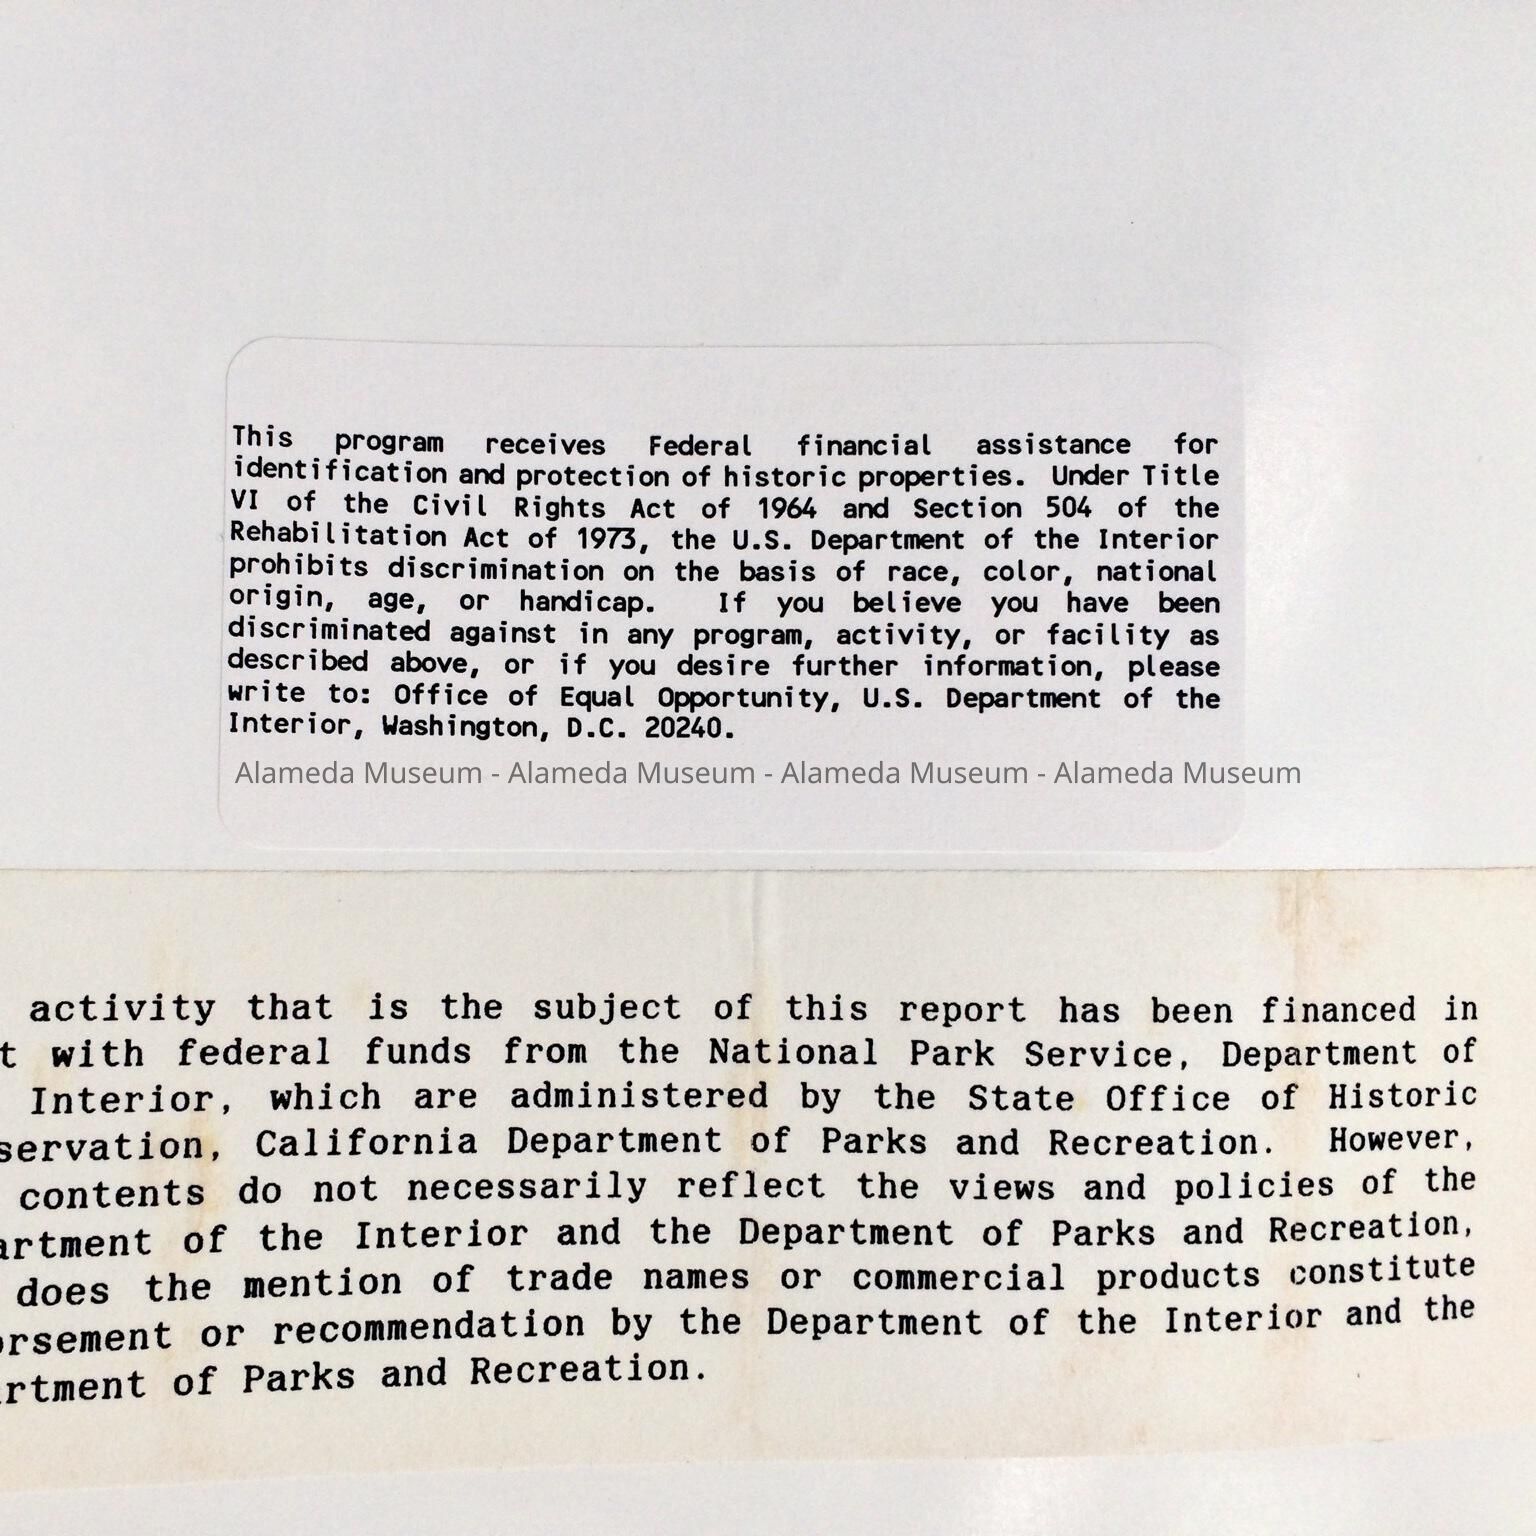 This program receives Federal financial assistance for
identification and protection of historic properties. Under Title
VI of the Civil Rights Act of 1964 and Section 504 of the
Rehabilitation Act of 1973, the U.S. Department of the Interior
prohibits discrimination on the basis of race, color, national
origin, age, or handicap. If you believe you have been
discriminated against in any program, activity, or facility as
described above, or if you desire further information, please
write to: Office of Equal Opportunity, U.S. Department of the
Interior, Washington, D.C. 20240.
Alameda Museum - Alameda Museum - Alameda Museum - Alameda Museum
activity that is the subject of this report has been financed in
t with federal funds from the National Park Service, Department of
Interior, which are administered by the State Office of Historic
servation, California Department of Parks and Recreation. However,
contents do not necessarily reflect the views and policies of the
artment of the Interior and the Department of Parks and Recreation,
does the mention of trade names or commercial products constitute
orsement or recommendation by the Department of the Interior and the
artment of Parks and Recreation.